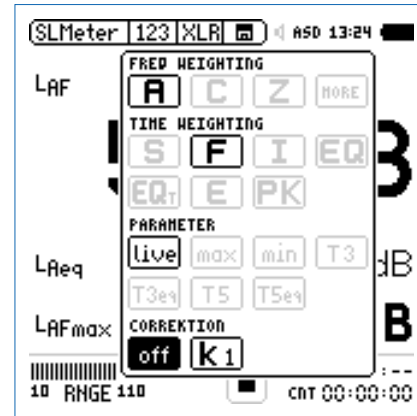 SLMeter 123 XLR ASD 13:24
FREQ WEIGHTING
LAF
A C Z MORE
TIME WEIGHTING
S F I EQ
EQT E PK
PARAMETER
live max min T3
LAeq dB
T3eq T5 T5eq
CORREKTION
LAFmax
off K1
10 RNGE 110 CNT 00:00:00